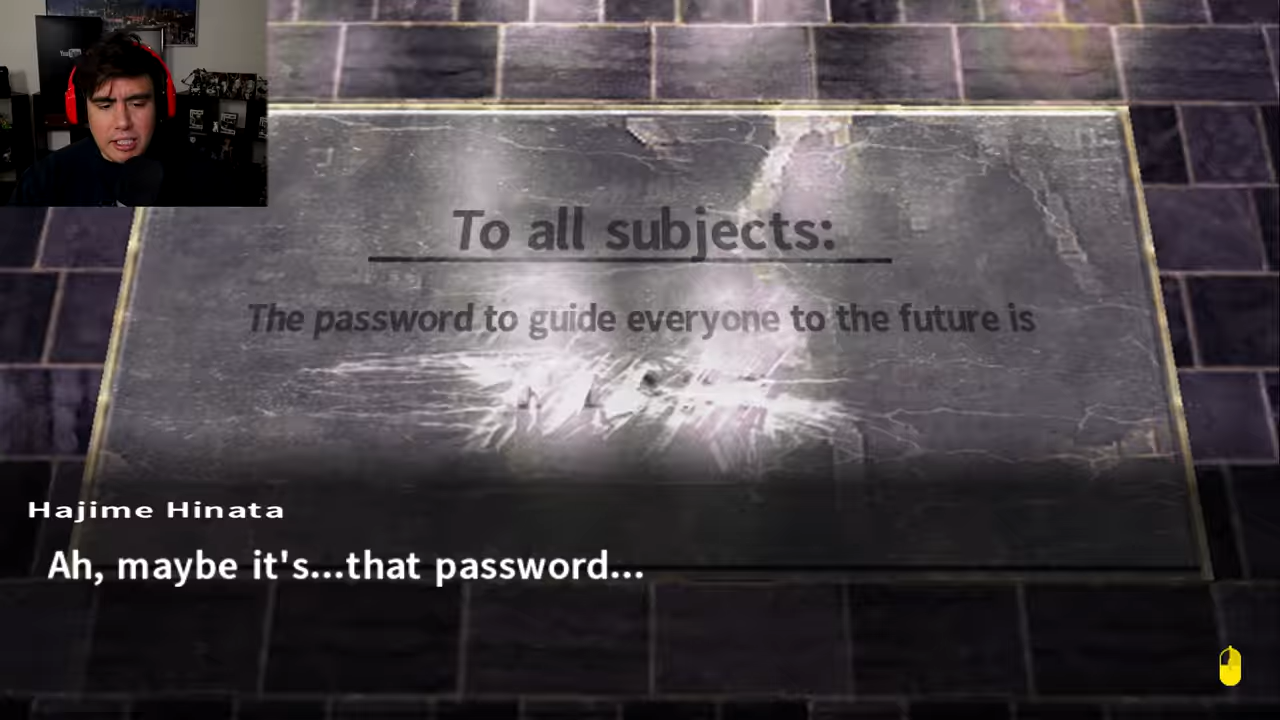 To all subjects:
The password to guide everyone to the future is
Hajime Hinata
Ah, maybe it's...that password...